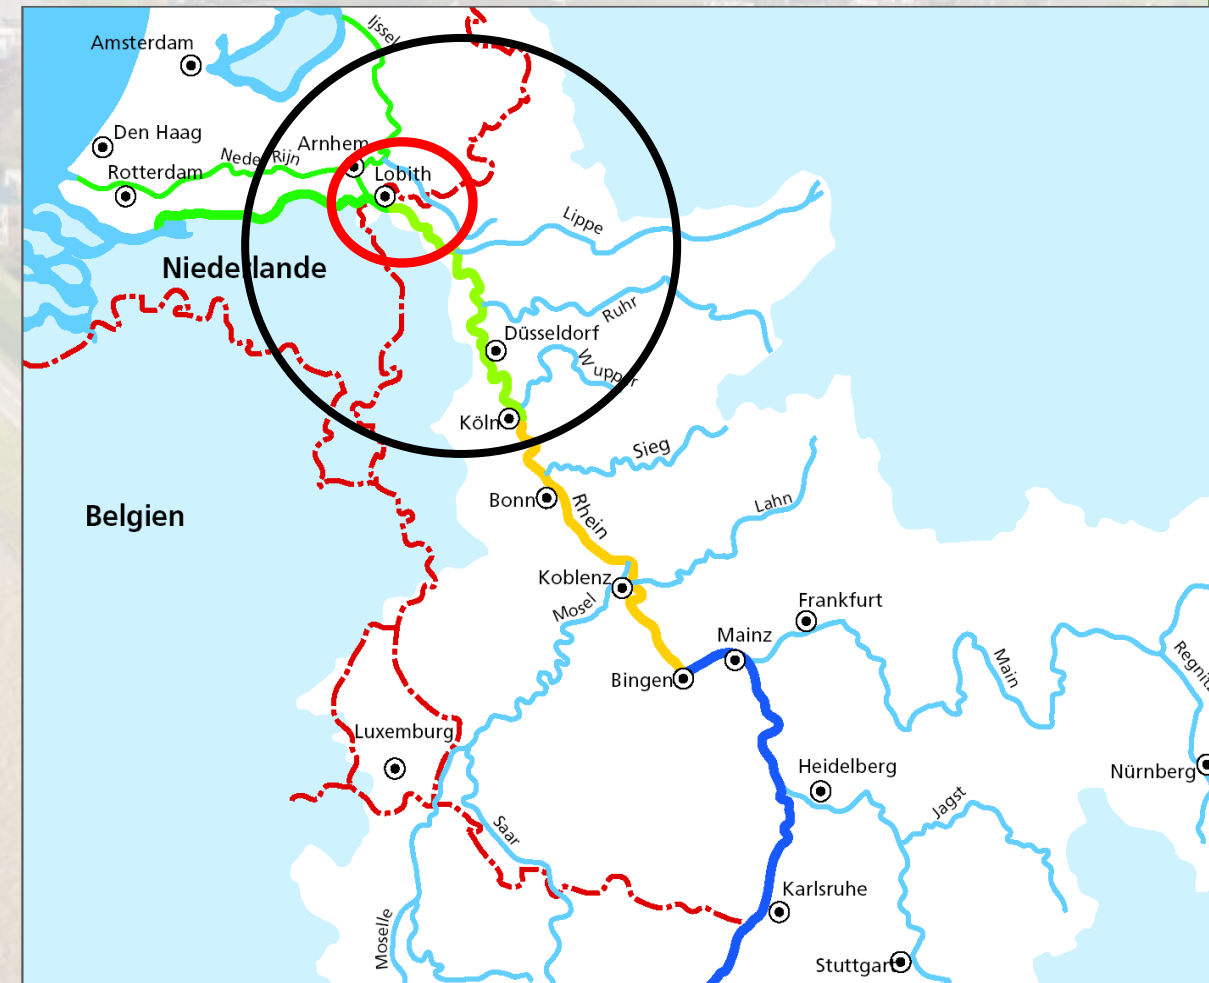 Ijssel
Amsterdam
Den Haag
Arnhem
Neder Rijn
Rotterdam
Lobith
Lippe
Niederlande
Ruhr
Düsseldorf
Wupper
Köln
Sieg
Bonn
Rhein
Lahn
Belgien
Koblenz
Mosel
Frankfurt
Mainz
Main
Regnit
Bingen
Luxemburg
Heidelberg
Nürnberg
Jagst
Saar
Karlsruhe
Moselle
Stuttgart